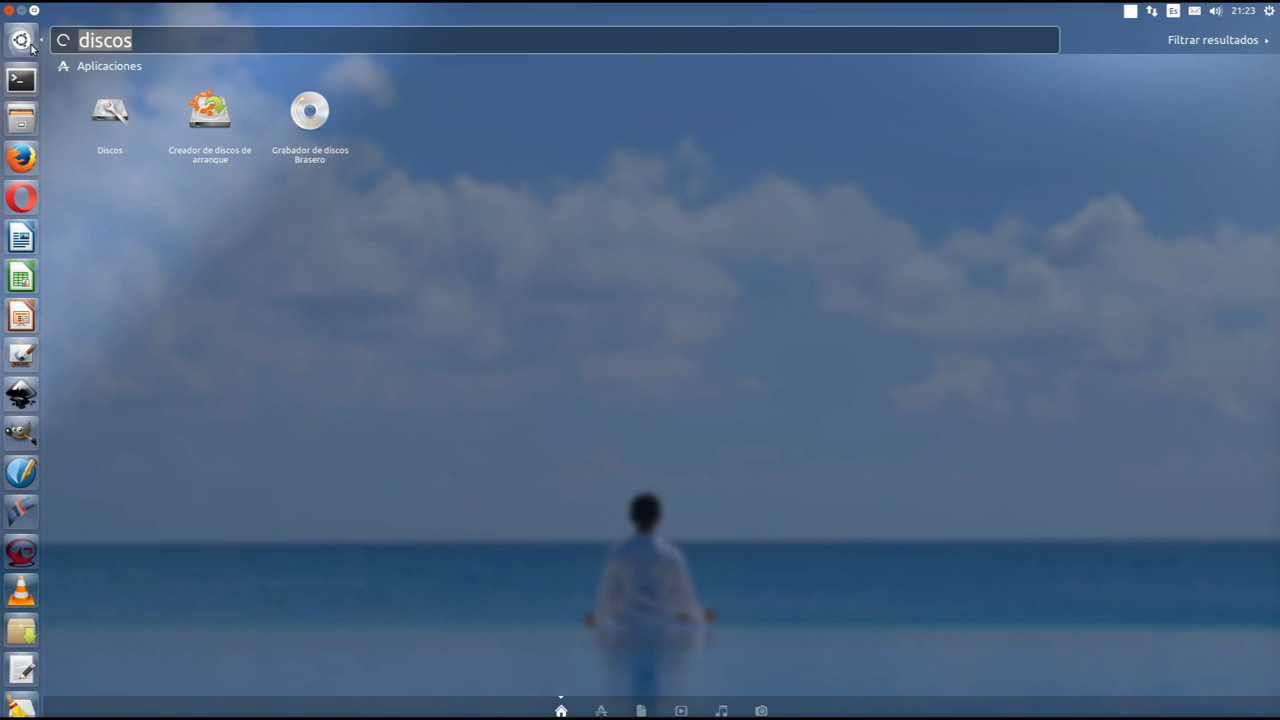 Es
21:23
discos
Filtrar resultados
Aplicaciones
Discos
Creador de discos de
arranque
Grabador de discos
Brasero